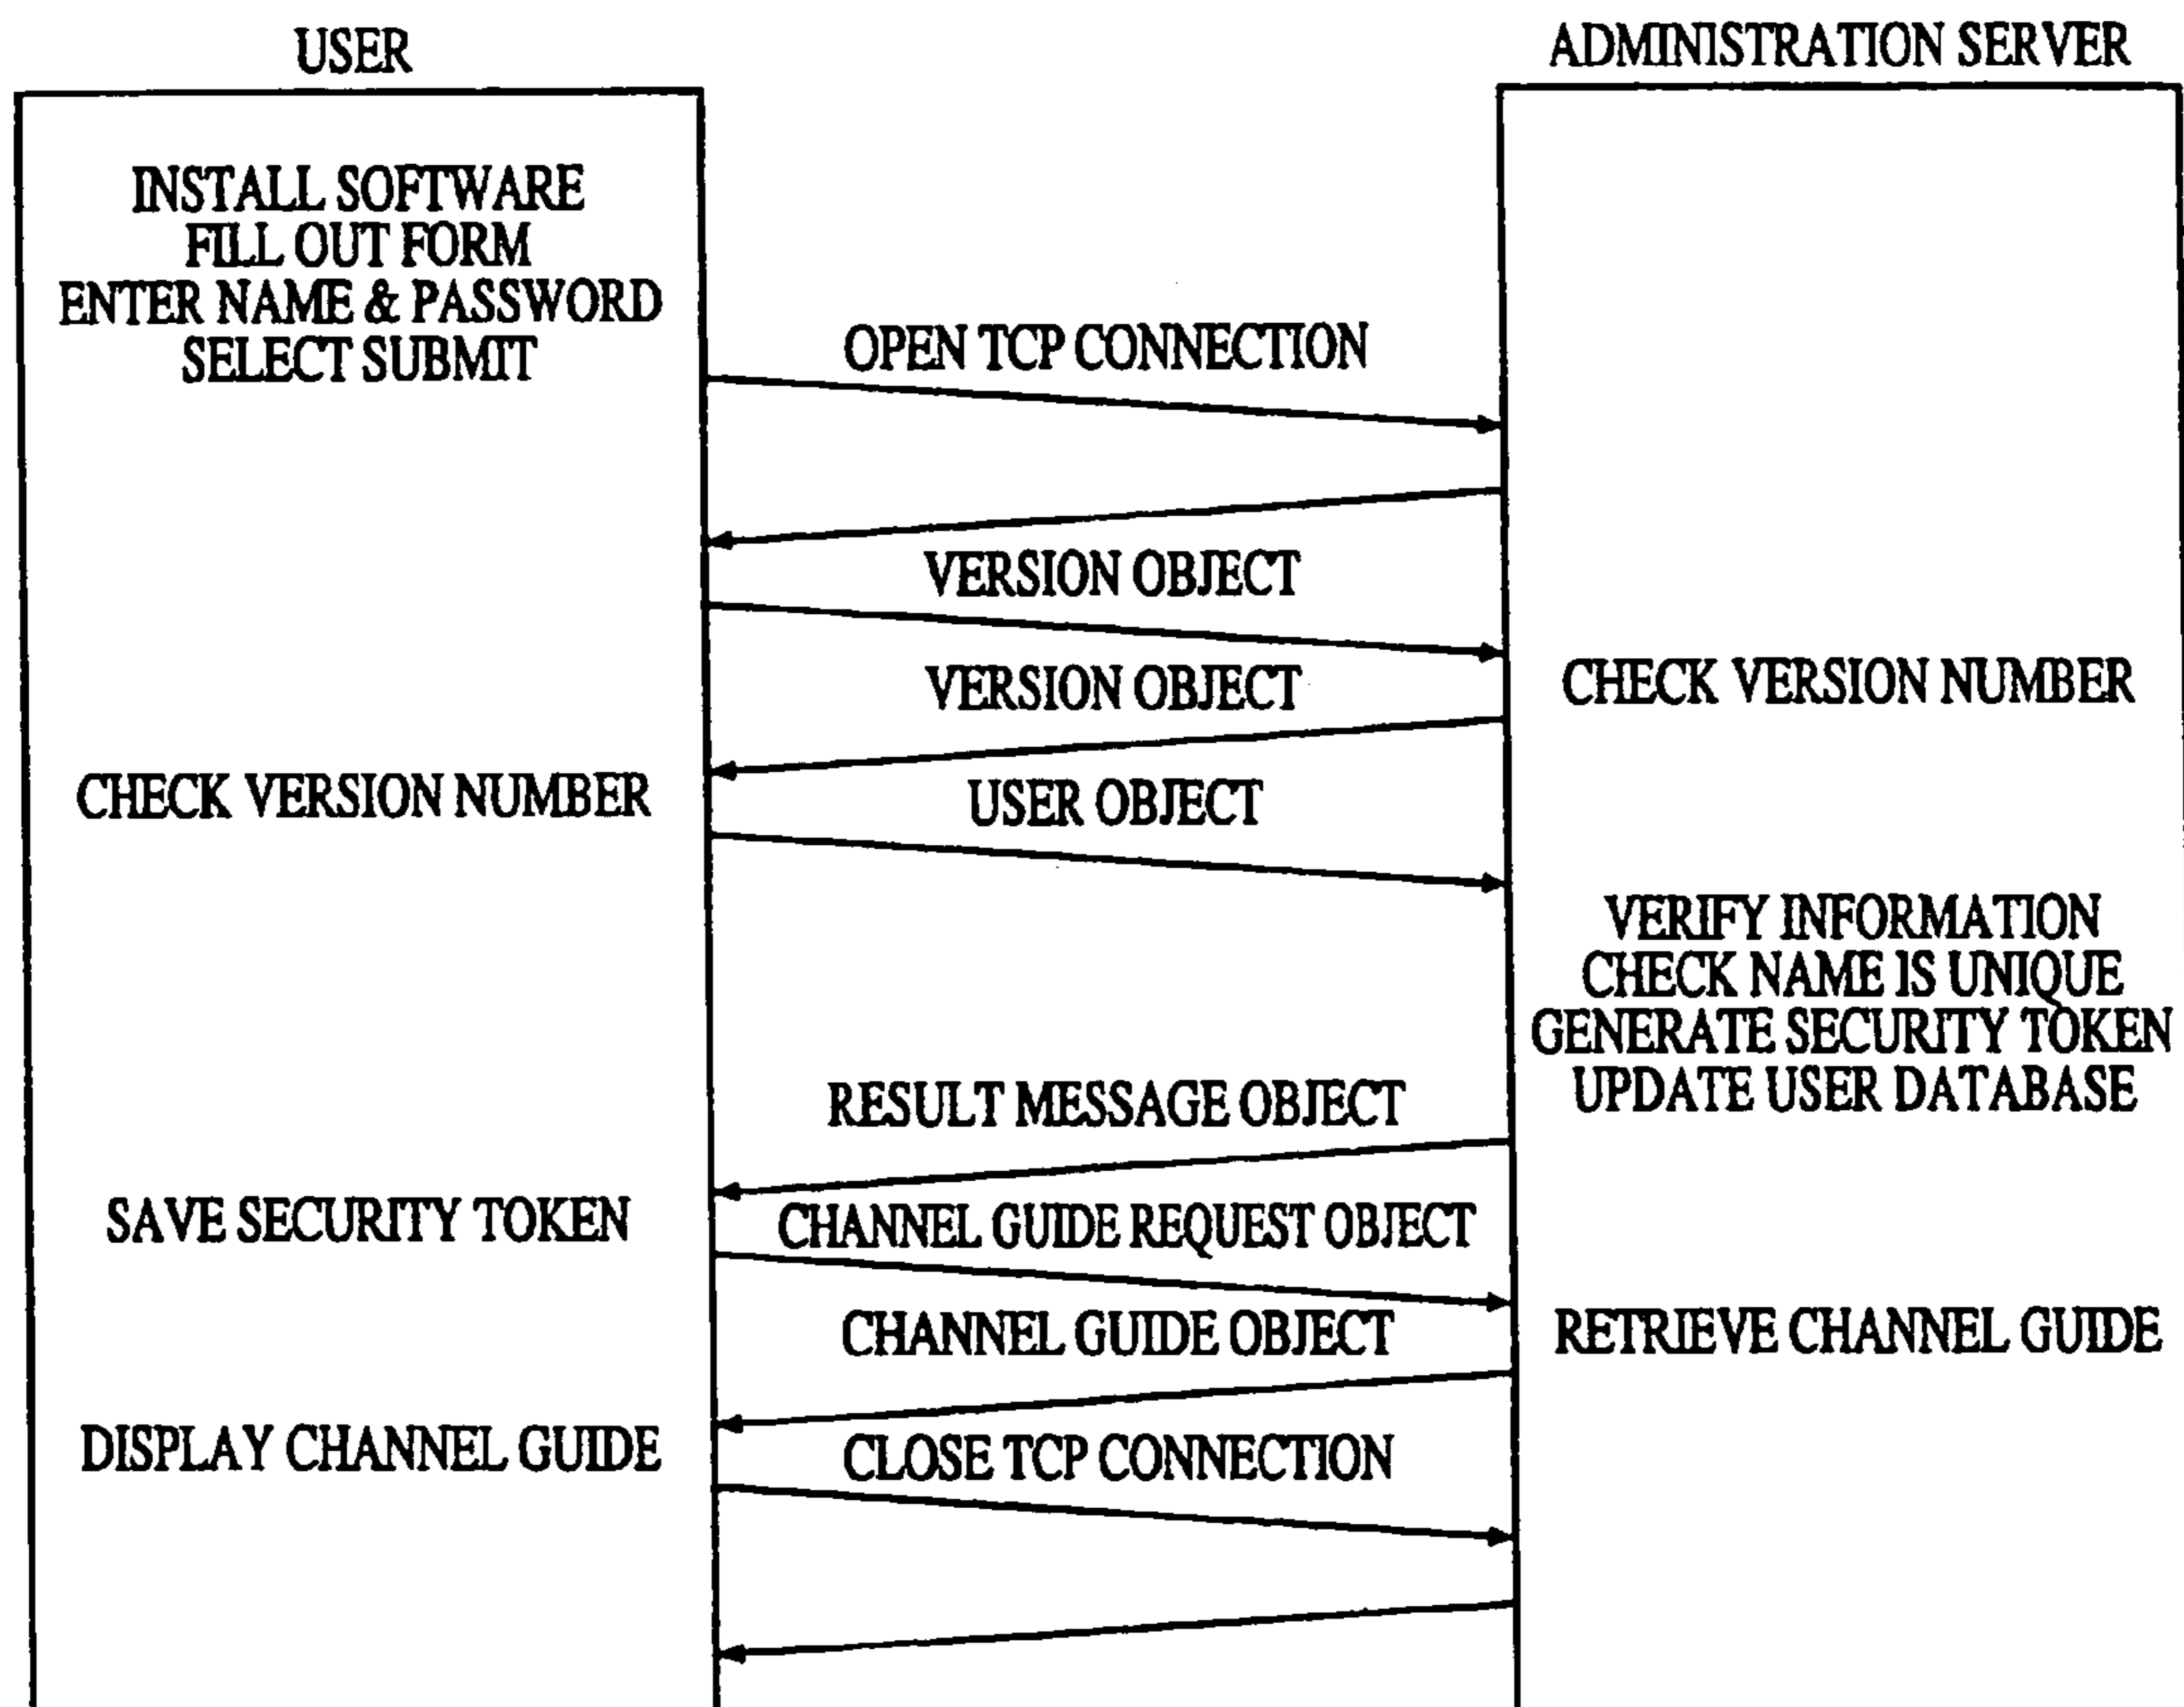 USER
ADMINISTRATION SERVER
INSTALL SOFTWARE
FILL OUT FORM
ENTER NAME & PASSWORD
SELECT SUBMIT
OPEN TCP CONNECTION
VERSION OBJECT
VERSION OBJECT
CHECK VERSION NUMBER
CHECK VERSION NUMBER
USER OBJECT
VERIFY INFORMATION
CHECK NAME IS UNIQUE
GENERATE SECURITY TOKEN
UPDATE USER DATABASE
RESULT MESSAGE OBJECT
SAVE SECURITY TOKEN
CHANNEL GUIDE REQUEST OBJECT
CHANNEL GUIDE OBJECT
RETRIEVE CHANNEL GUIDE
DISPLAY CHANNEL GUIDE
CLOSE TCP CONNECTION